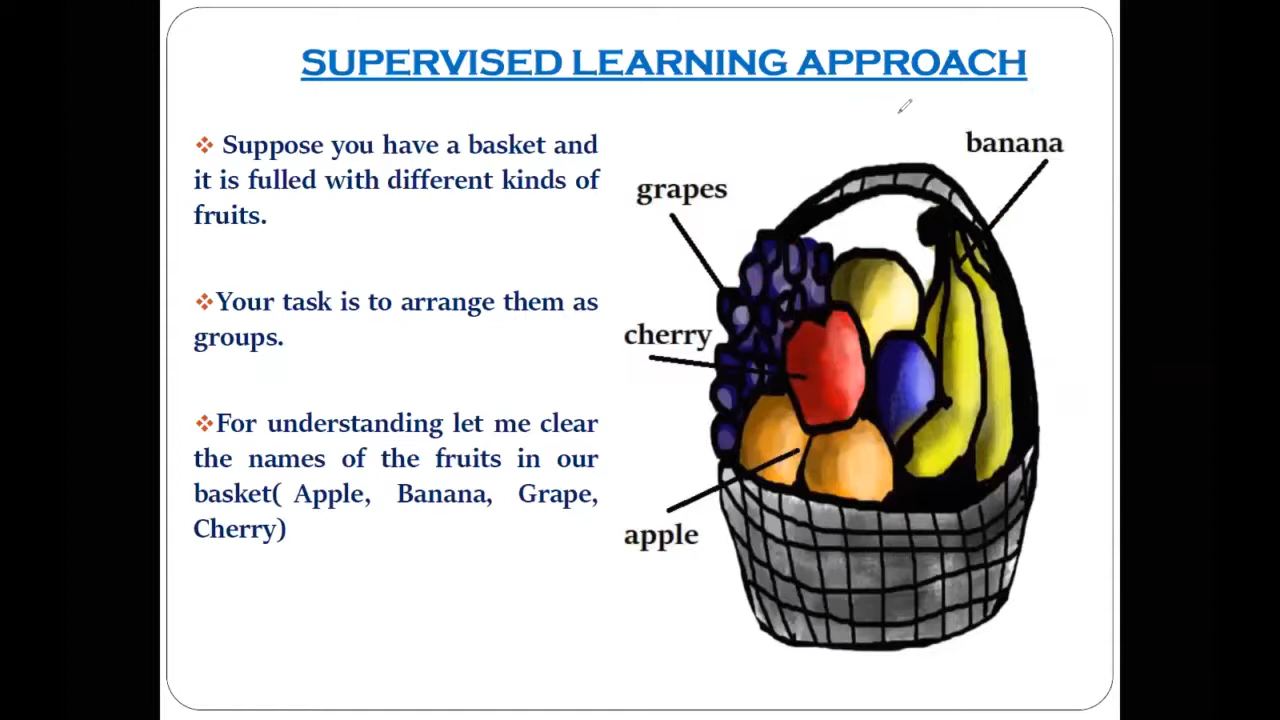 SUPERVISED LEARNING APPROACH
❖ Suppose you have a basket and
it is fulled with different kinds of
fruits.
❖Your task is to arrange them as
groups.
❖For understanding let me clear
the names of the fruits in our
basket( Apple, Banana, Grape,
Cherry)
banana
grapes
cherry
apple